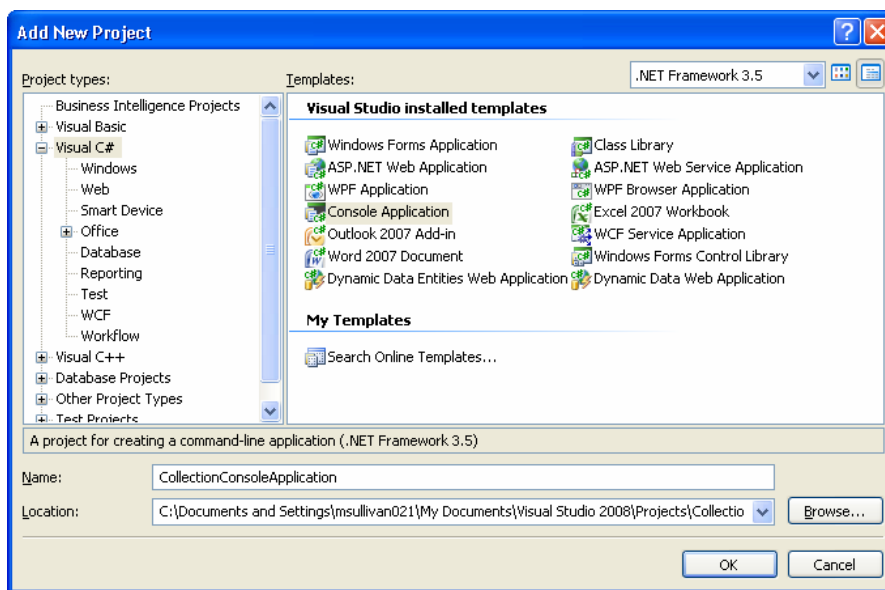 Add New Project
Project types:
Templates:
.NET Framework 3.5
Business Intelligence Projects
Visual Basic
Visual C#
Windows
Web
Smart Device
Office
Database
Reporting
Test
WCF
Workflow
Visual C++
Database Projects
Other Project Types
Test Projects
Visual Studio installed templates
Windows Forms Application
Class Library
ASP.NET Web Application
ASP.NET Web Service Application
WPF Application
WPF Browser Application
Console Application
Excel 2007 Workbook
Outlook 2007 Add-in
WCF Service Application
Word 2007 Document
Windows Forms Control Library
Dynamic Data Entities Web Application
Dynamic Data Web Application
My Templates
Search Online Templates...
A project for creating a command-line application (.NET Framework 3.5)
Name:
CollectionConsoleApplication
Location:
C:\Documents and Settings\msullivan021\My Documents\Visual Studio 2008\Projects\Collectio
Browse...
OK
Cancel